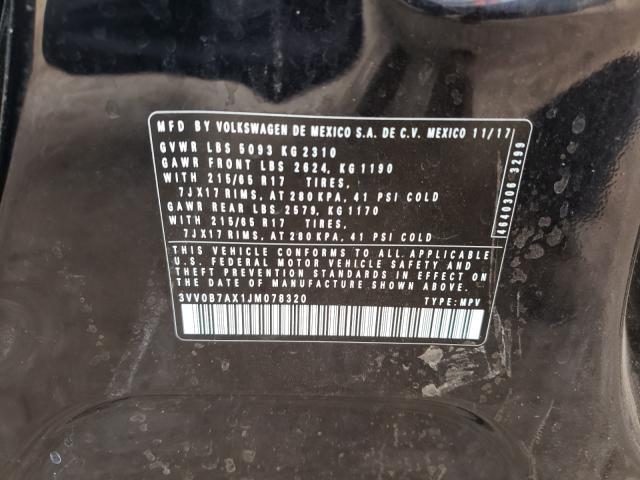 MFD BY VOLKSWAGEN DE MEXICO S.A. DE C.V. MEXICO 11/17
GVWR LBS 5093 KG 2310
GAWR FRONT LBS 2624, KG 1190
WITH 215/65 R17 TIRES,
7JX17 RIMS, AT 280 KPA, 41 PSI COLD
GAWR REAR LBS 2579, KG 1170
WITH 215/65 R17 TIRES,
7JX17 RIMS, AT 280 KPA, 41 PSI COLD
THIS VEHICLE CONFORMS TO ALL APPLICABLE
U.S. FEDERAL MOTOR VEHICLE SAFETY AND
THEFT PREVENTION STANDARDS IN EFFECT ON
THE DATE OF MANUFACTURE SHOWN ABOVE
3VV0B7AX1JM078320 TYPE: MPV
4640306 3299